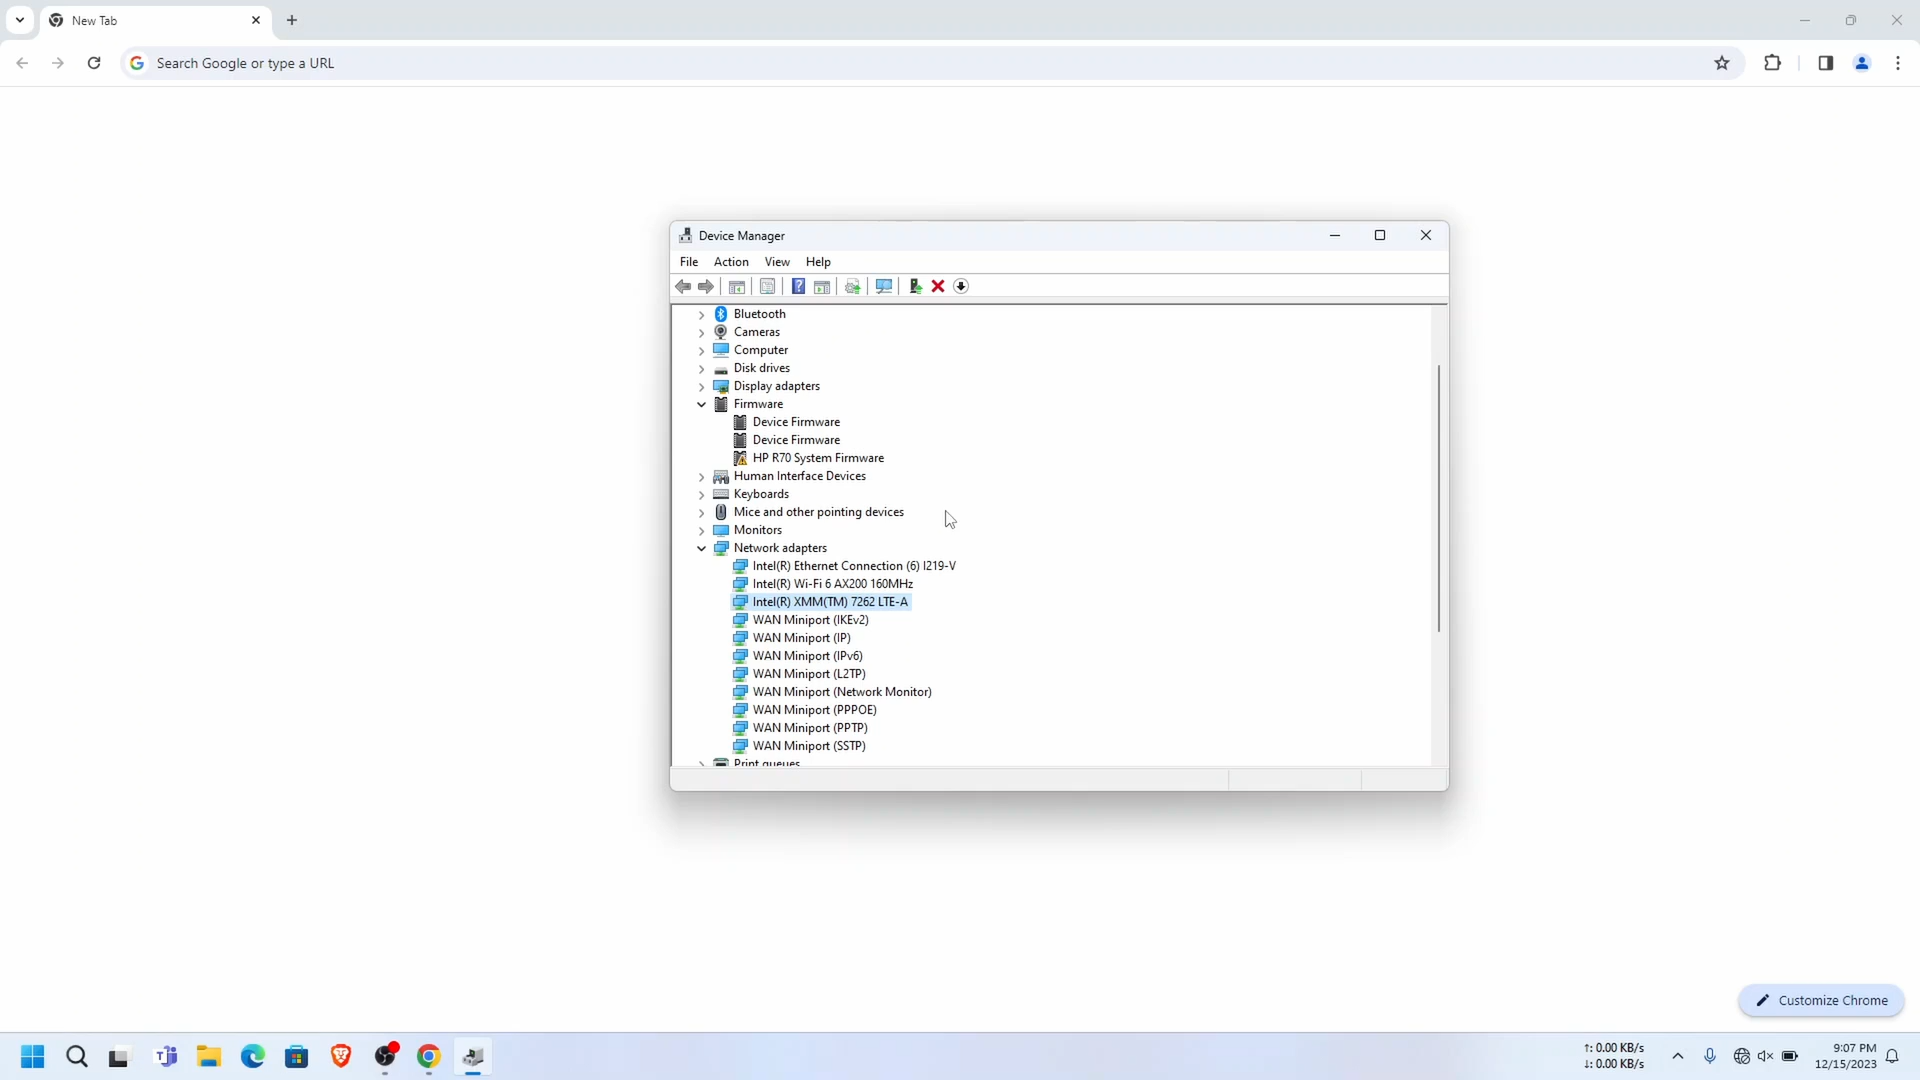 New Tab
Search Google or type a URL
Device Manager
File Action View Help
Bluetooth
Cameras
Computer
Disk drives
Display adapters
Firmware
Device Firmware
Device Firmware
HP R70 System Firmware
Human Interface Devices
Keyboards
Mice and other pointing devices
Monitors
Network adapters
Intel(R) Ethernet Connection (6) I219-V
Intel(R) Wi-Fi 6 AX200 160MHz
Intel(R) XMM(TM) 7262 LTE-A
WAN Miniport (IKEv2)
WAN Miniport (IP)
WAN Miniport (IPv6)
WAN Miniport (L2TP)
WAN Miniport (Network Monitor)
WAN Miniport (PPPOE)
WAN Miniport (PPTP)
WAN Miniport (SSTP)
Print queues
Customize Chrome
↑: 0.00 KB/s
↓: 0.00 KB/s
9:07 PM
12/15/2023